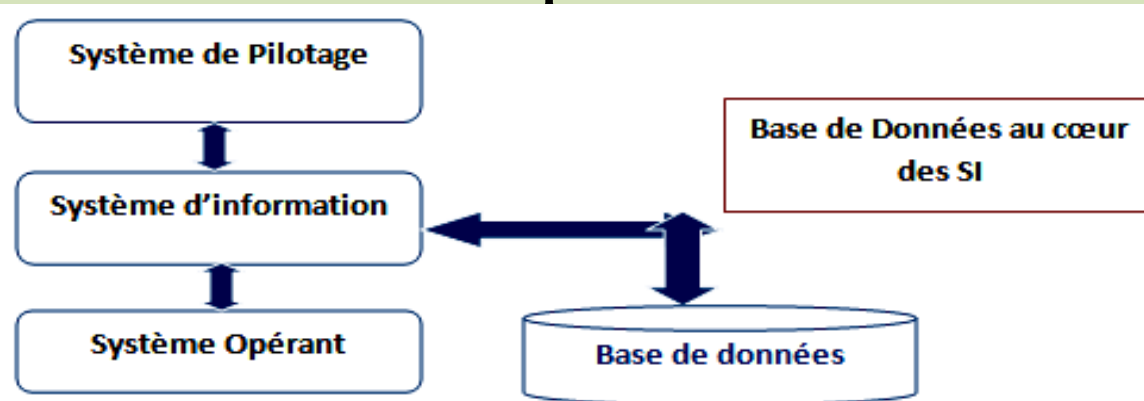 Système de Pilotage
Base de Données au cœur
des SI
Système d’information
Système Opérant
Base de données